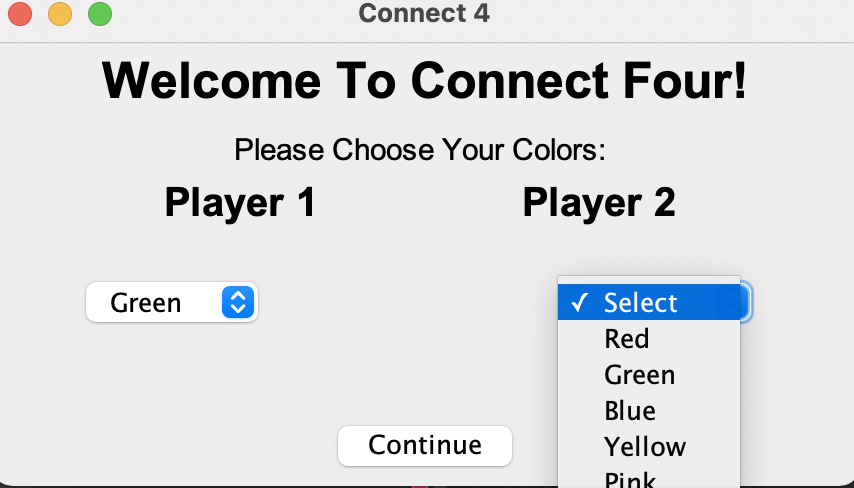 Connect 4
Welcome To Connect Four!
Please Choose Your Colors:
Player 1 Player 2
Green ✓ Select
Red
Green
Blue
Continue Yellow
Pink